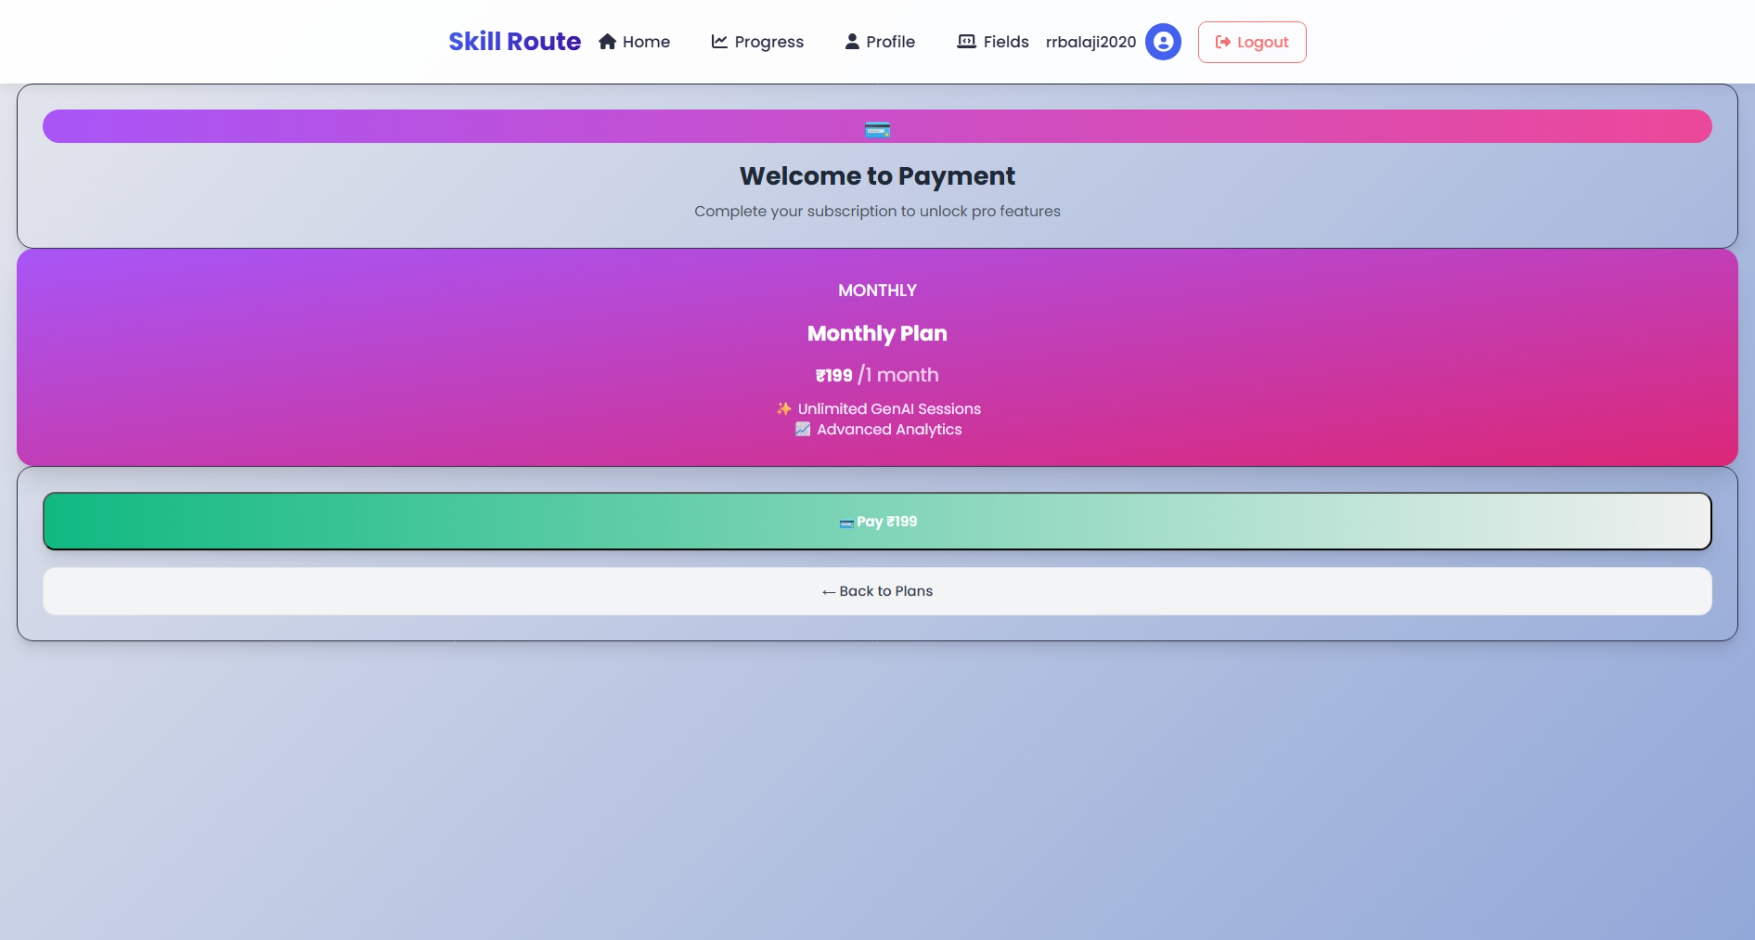 Skill Route Home Progress Profile Fields rrbalaji2020 Logout
Welcome to Payment
Complete your subscription to unlock pro features
MONTHLY
Monthly Plan
₹199 /1 month
✨ Unlimited GenAI Sessions
📈 Advanced Analytics
💳 Pay ₹199
← Back to Plans